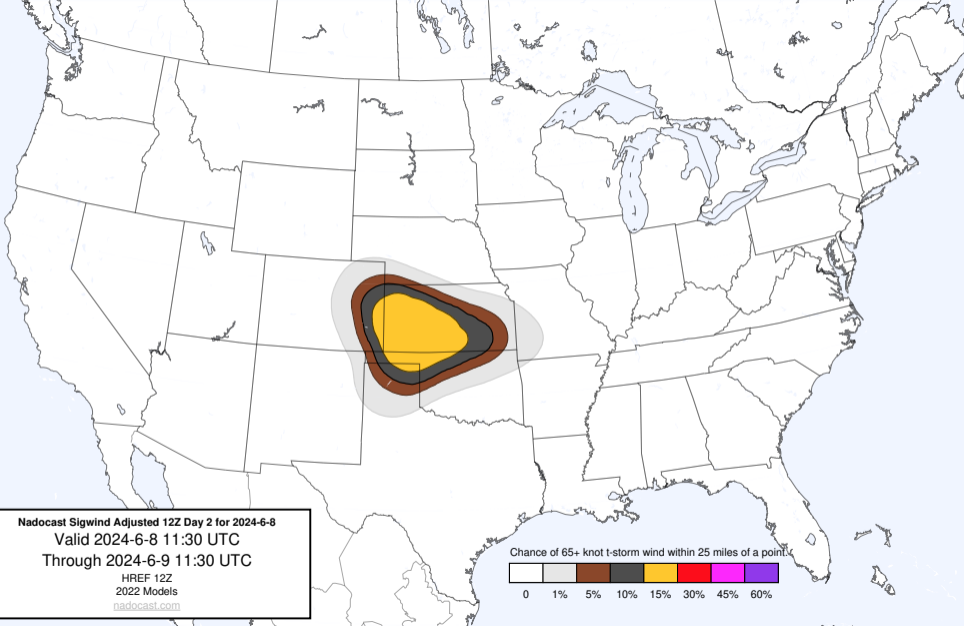 Nadocast Sigwind Adjusted 12Z Day 2 for 2024-6-8
Valid 2024-6-8 11:30 UTC
Through 2024-6-9 11:30 UTC
HREF 12Z
2022 Models
nadocast.com
Chance of 65+ knot t-storm wind within 25 miles of a point.
0 1% 5% 10% 15% 30% 45% 60%